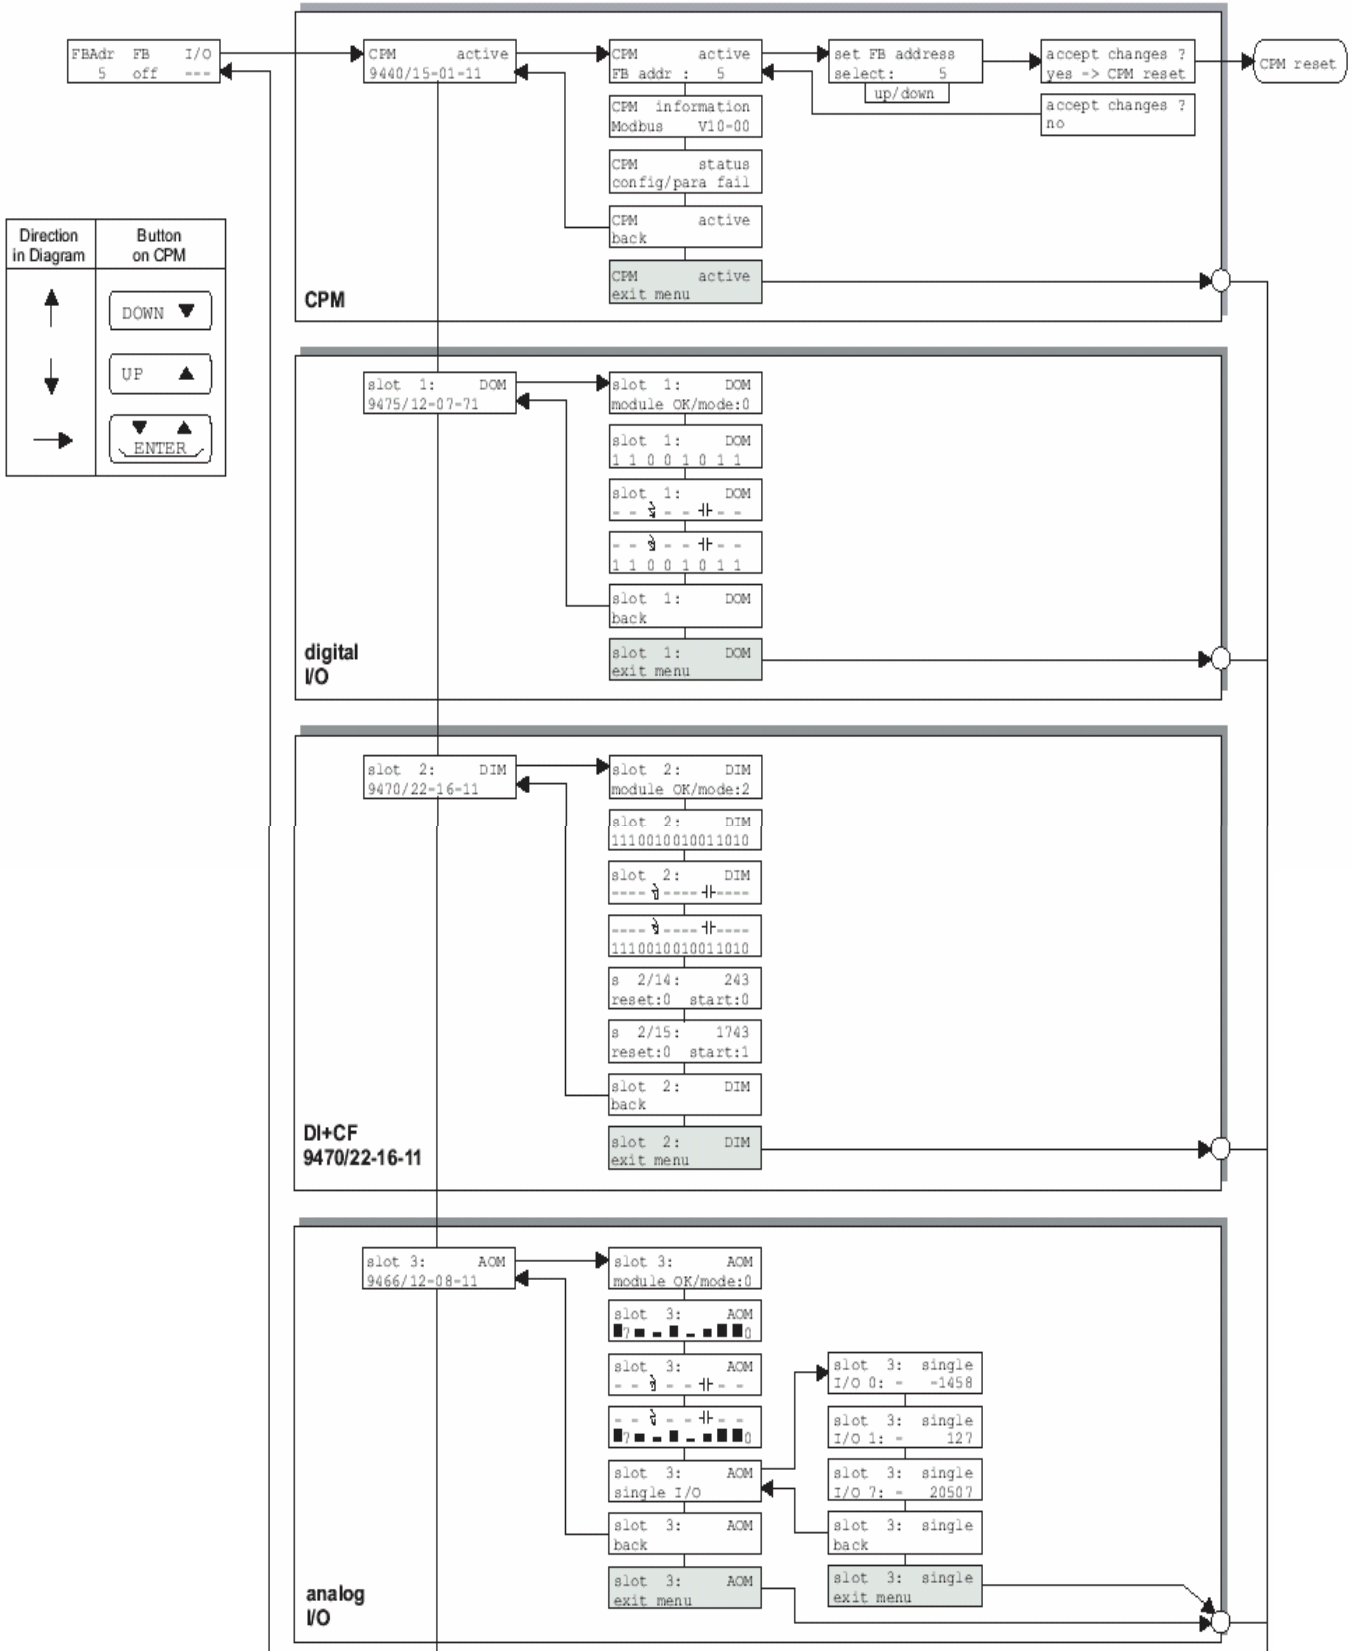 FBAdr FB I/O
5 off ---
CPM active
9440/15-01-11
CPM active
FB addr : 5
set FB address
select: 5
up/down
accept changes ?
yes -> CPM reset
CPM reset
accept changes ?
no
CPM information
Modbus V10-00
CPM status
config/para fail
CPM active
back
CPM active
exit menu
CPM
Direction
in Diagram
Button
on CPM
DOWN ▼
UP ▲
▼ ▲
ENTER
slot 1: DOM
9475/12-07-71
slot 1: DOM
module OK/mode:0
slot 1: DOM
1 1 0 0 1 0 1 1
slot 1: DOM
- - - - - -
- - - - - -
1 1 0 0 1 0 1 1
slot 1: DOM
back
slot 1: DOM
exit menu
digital
I/O
slot 2: DIM
9470/22-16-11
slot 2: DIM
module OK/mode:2
slot 2: DIM
1110010010011010
slot 2: DIM
---- ---- ----
---- ---- ----
1110010010011010
s 2/14: 243
reset:0 start:0
s 2/15: 1743
reset:0 start:1
slot 2: DIM
back
slot 2: DIM
exit menu
DI+CF
9470/22-16-11
slot 3: AOM
9466/12-08-11
slot 3: AOM
module OK/mode:0
slot 3: AOM
7 0
slot 3: AOM
- - - - - -
- - - - - -
7 0
slot 3: AOM
single I/O
slot 3: AOM
back
slot 3: AOM
exit menu
slot 3: single
I/O 0: - -1458
slot 3: single
I/O 1: - 127
slot 3: single
I/O 7: - 20507
slot 3: single
back
slot 3: single
exit menu
analog
I/O